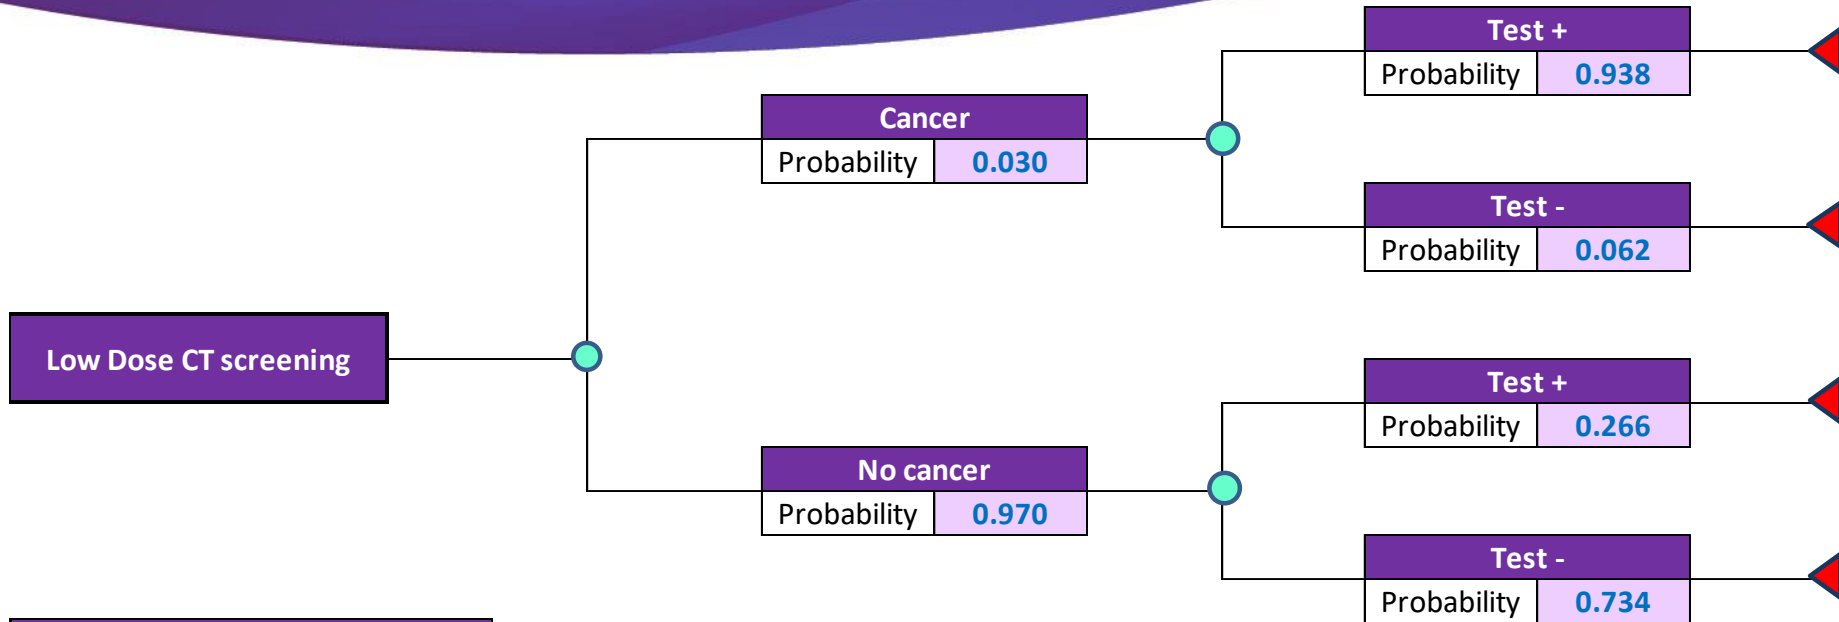 Test +
Probability 0.938
Cancer
Probability 0.030
Test -
Probability 0.062
Low Dose CT screening
Test +
Probability 0.266
No cancer
Probability 0.970
Test -
Probability 0.734